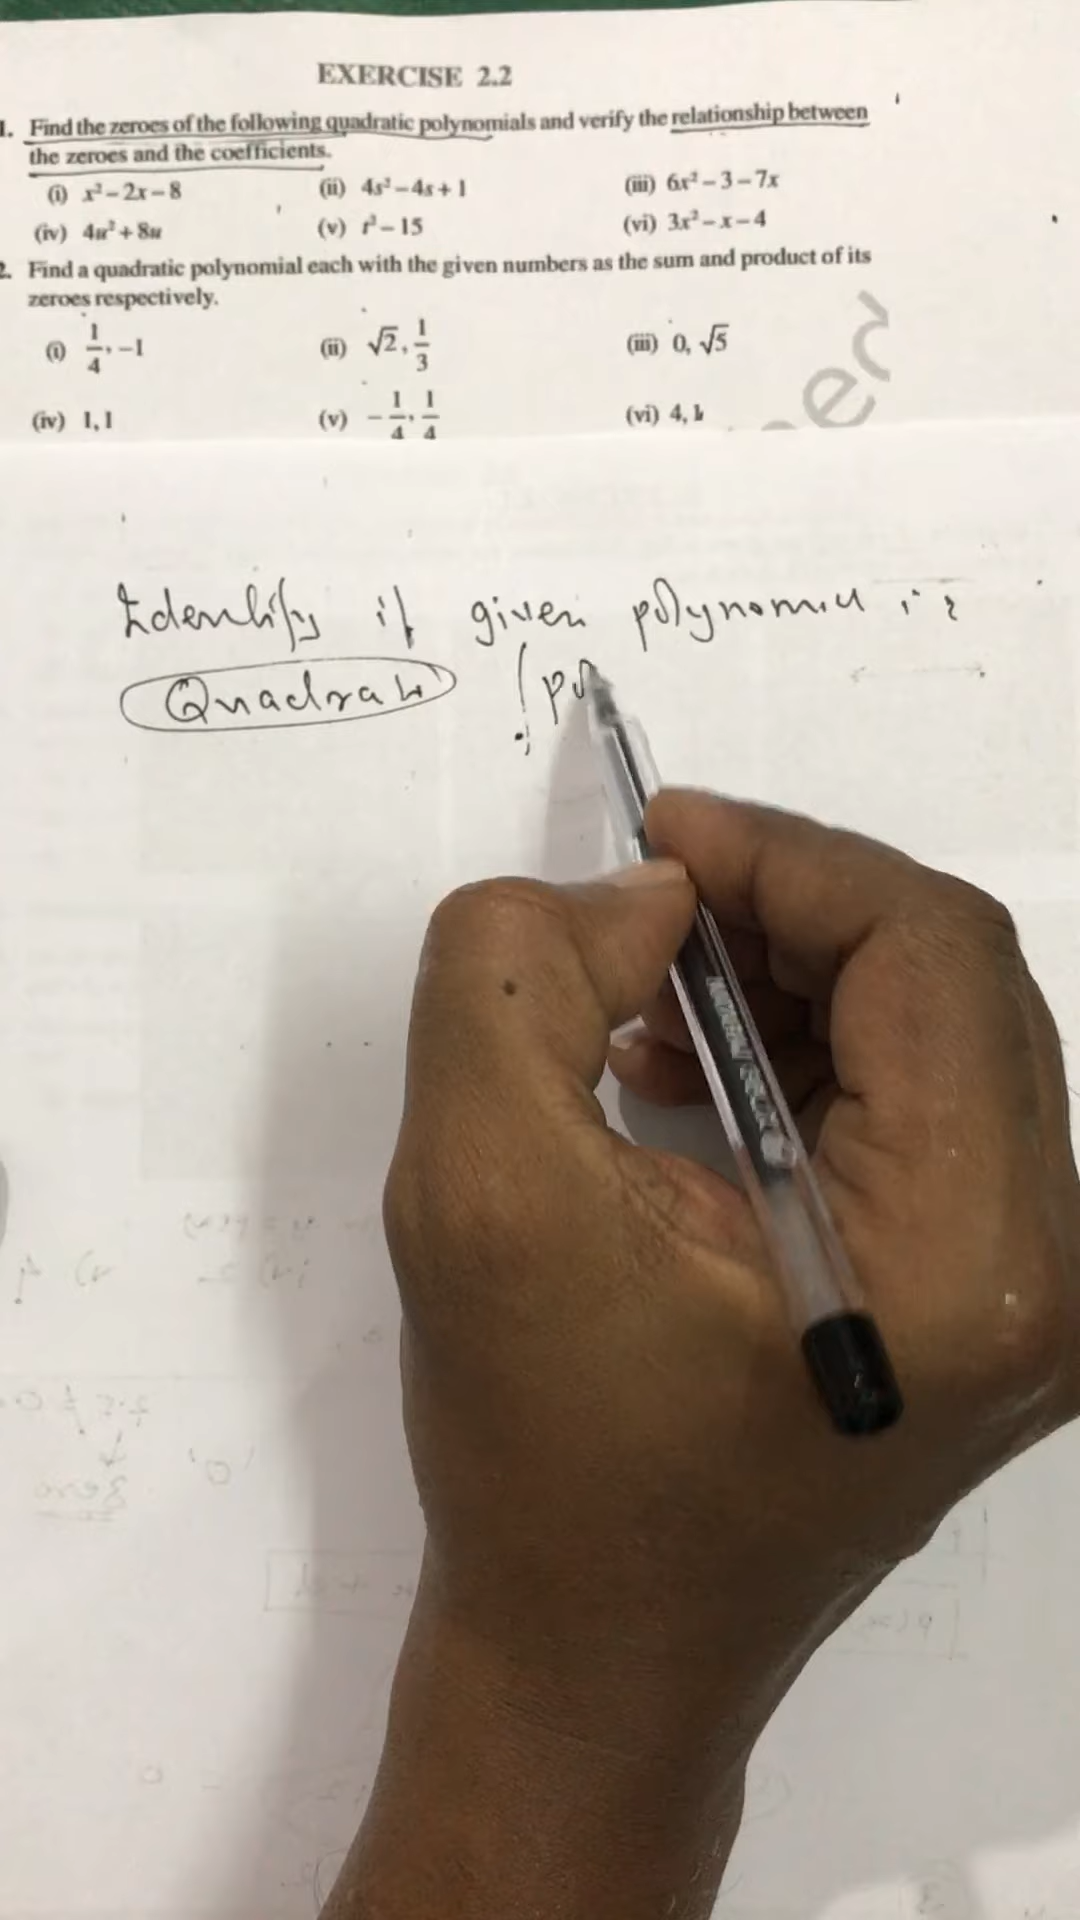 EXERCISE 2.2
1. Find the zeroes of the following quadratic polynomials and verify the relationship between
the zeroes and the coefficients.
(i) x² – 2x – 8 (ii) 4s² – 4s + 1 (iii) 6x² – 3 – 7x
(iv) 4u² + 8u (v) t² – 15 (vi) 3x² – x – 4
2. Find a quadratic polynomial each with the given numbers as the sum and product of its
zeroes respectively.
(i) 1/4, –1 (ii) √2, 1/3 (iii) 0, √5
(iv) 1, 1 (v) –1/4, 1/4 (vi) 4, 1
Identify if given polynomial is
Quadratic